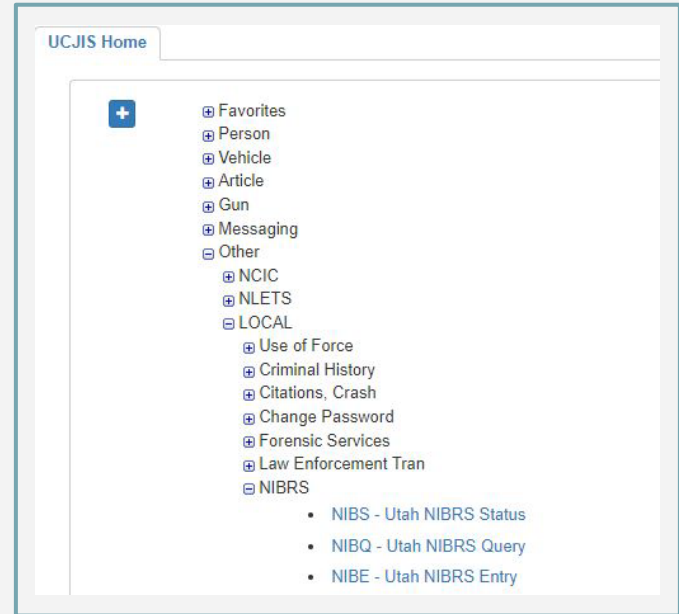 UCJIS Home
Favorites
Person
Vehicle
Article
Gun
Messaging
Other
NCIC
NLETS
LOCAL
Use of Force
Criminal History
Citations, Crash
Change Password
Forensic Services
Law Enforcement Tran
NIBRS
NIBS - Utah NIBRS Status
NIBQ - Utah NIBRS Query
NIBE - Utah NIBRS Entry